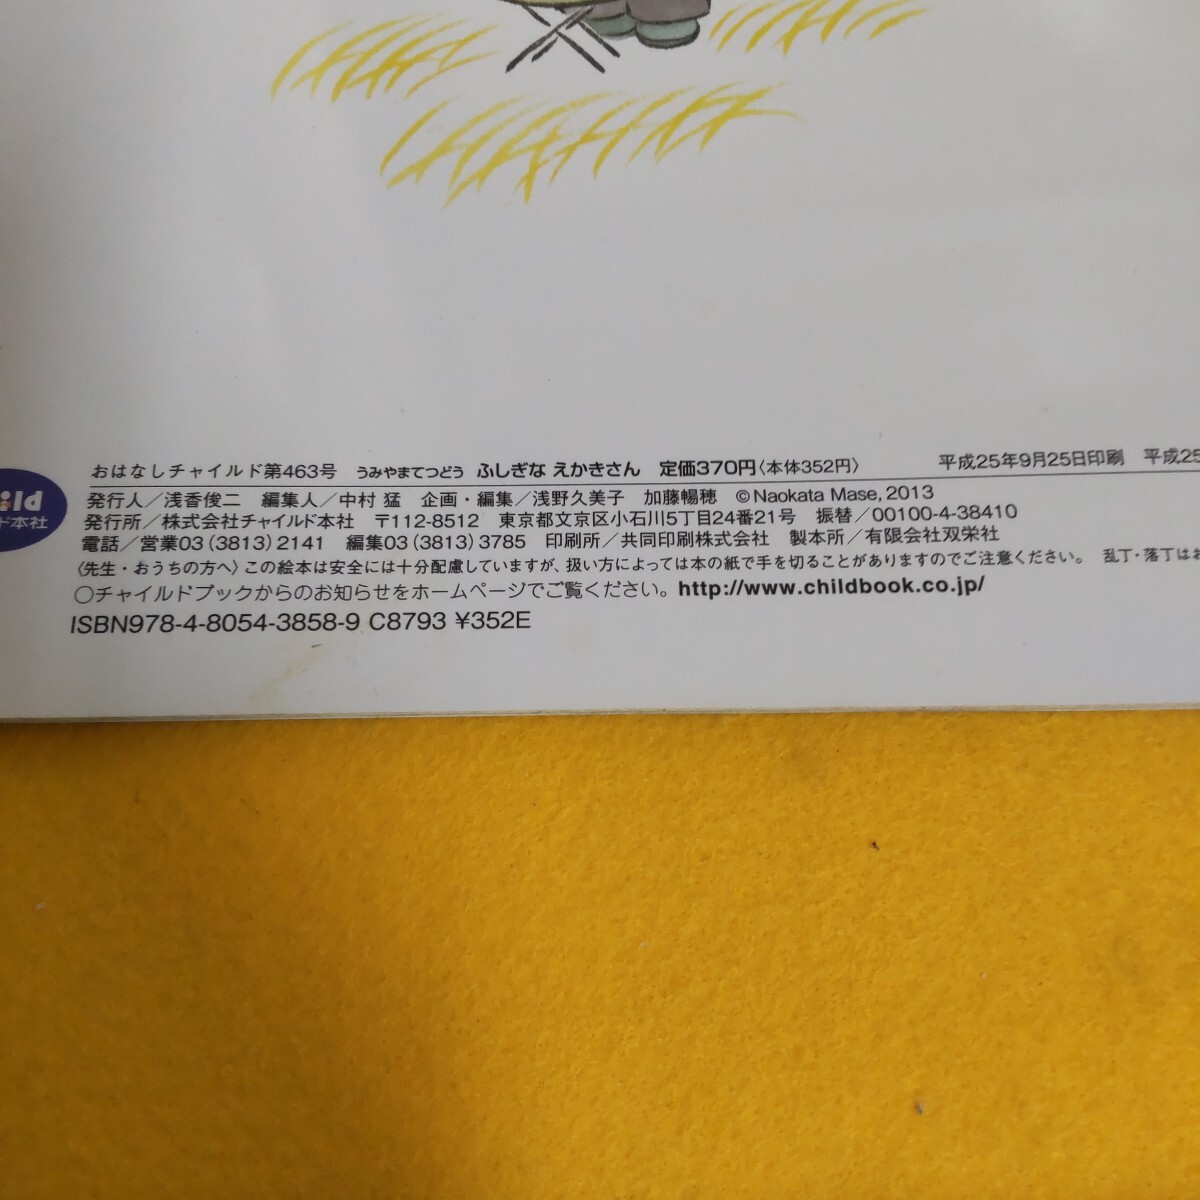 おはなしチャイルド第463号 うみやまてつどう ふしぎな えかきさん 定価370円〈本体352円〉 平成25年9月25日印刷 平成25
発行人／浅香俊二 編集人／中村 猛 企画・編集／浅野久美子 加藤暢穂 ©Naokata Mase, 2013
発行所／株式会社チャイルド本社 〒112-8512 東京都文京区小石川5丁目24番21号 振替／00100-4-38410
電話／営業03(3813)2141 編集03(3813)3785 印刷所／共同印刷株式会社 製本所／有限会社双栄社
〈先生・おうちの方へ〉この絵本は安全には十分配慮していますが、扱い方によっては本の紙で手を切ることがありますのでご注意ください。 乱丁・落丁はお
○チャイルドブックからのお知らせをホームページでご覧ください。http://www.childbook.co.jp/
ISBN978-4-8054-3858-9 C8793 ¥352E
ド本社